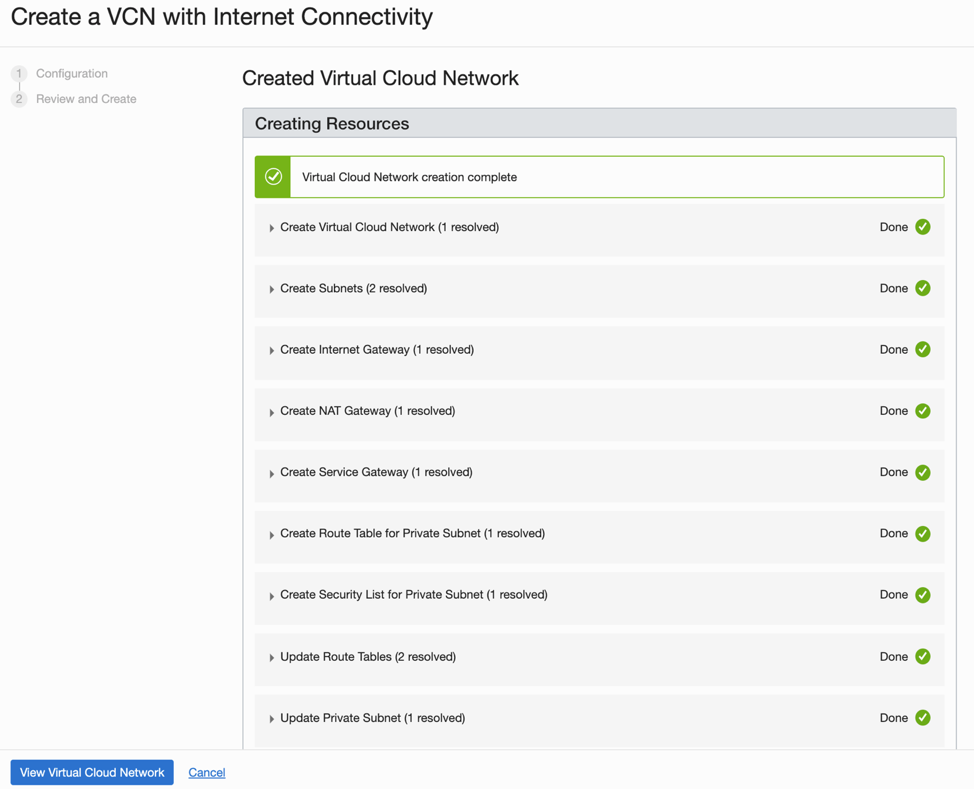 Create a VCN with Internet Connectivity
1 Configuration
2 Review and Create
Created Virtual Cloud Network
Creating Resources
Virtual Cloud Network creation complete
Create Virtual Cloud Network (1 resolved) Done
Create Subnets (2 resolved) Done
Create Internet Gateway (1 resolved) Done
Create NAT Gateway (1 resolved) Done
Create Service Gateway (1 resolved) Done
Create Route Table for Private Subnet (1 resolved) Done
Create Security List for Private Subnet (1 resolved) Done
Update Route Tables (2 resolved) Done
Update Private Subnet (1 resolved) Done
View Virtual Cloud Network Cancel